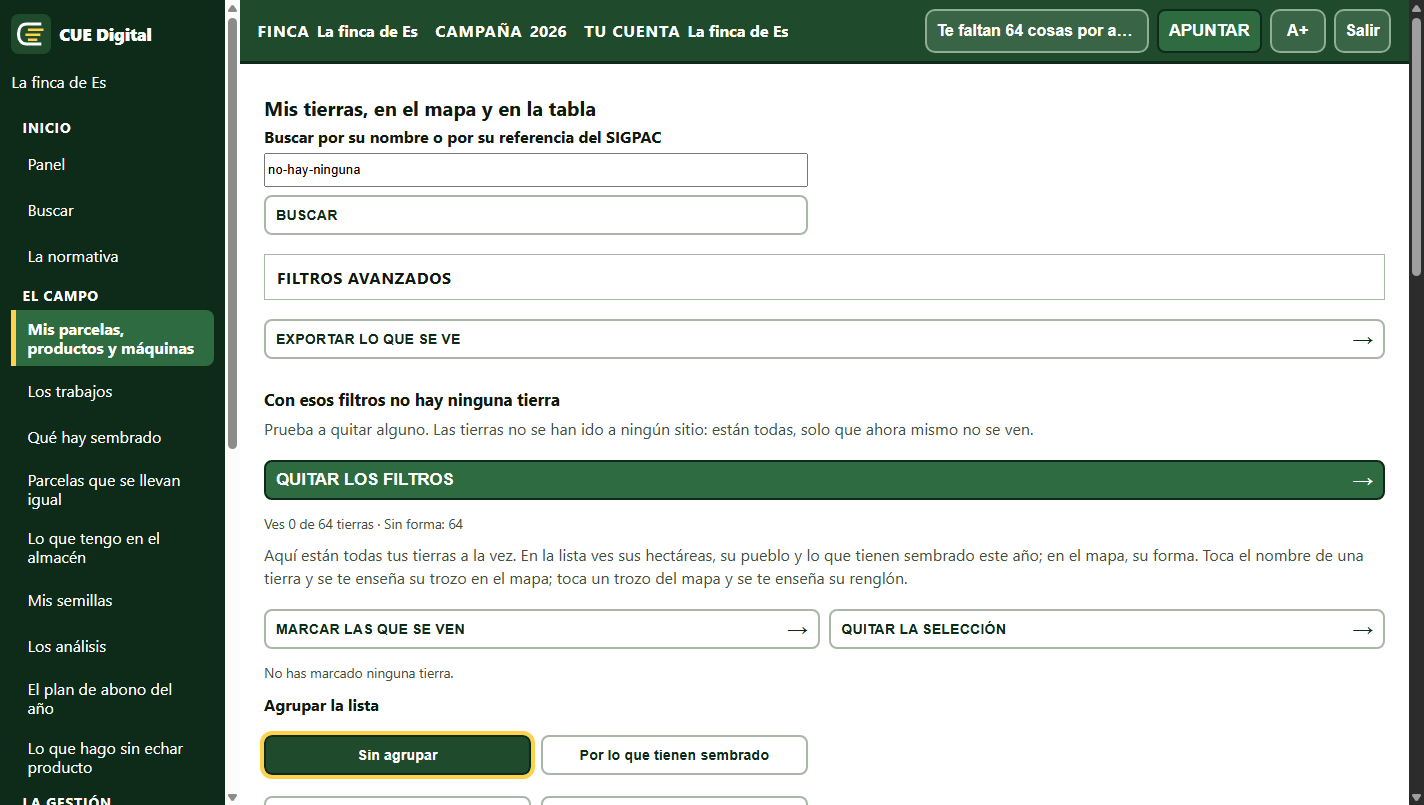 CUE Digital
La finca de Es
INICIO
Panel
Buscar
La normativa
EL CAMPO
Mis parcelas,
productos y máquinas
Los trabajos
Qué hay sembrado
Parcelas que se llevan
igual
Lo que tengo en el
almacén
Mis semillas
Los análisis
El plan de abono del
año
Lo que hago sin echar
producto
LA GESTIÓN
FINCA La finca de Es CAMPAÑA 2026 TU CUENTA La finca de Es
Te faltan 64 cosas por a...
APUNTAR
A+
Salir
Mis tierras, en el mapa y en la tabla
Buscar por su nombre o por su referencia del SIGPAC
no-hay-ninguna
BUSCAR
FILTROS AVANZADOS
EXPORTAR LO QUE SE VE →
Con esos filtros no hay ninguna tierra
Prueba a quitar alguno. Las tierras no se han ido a ningún sitio: están todas, solo que ahora mismo no se ven.
QUITAR LOS FILTROS →
Ves 0 de 64 tierras · Sin forma: 64
Aquí están todas tus tierras a la vez. En la lista ves sus hectáreas, su pueblo y lo que tienen sembrado este año; en el mapa, su forma. Toca el nombre de una
tierra y se te enseña su trozo en el mapa; toca un trozo del mapa y se te enseña su renglón.
MARCAR LAS QUE SE VEN →
QUITAR LA SELECCIÓN →
No has marcado ninguna tierra.
Agrupar la lista
Sin agrupar
Por lo que tienen sembrado